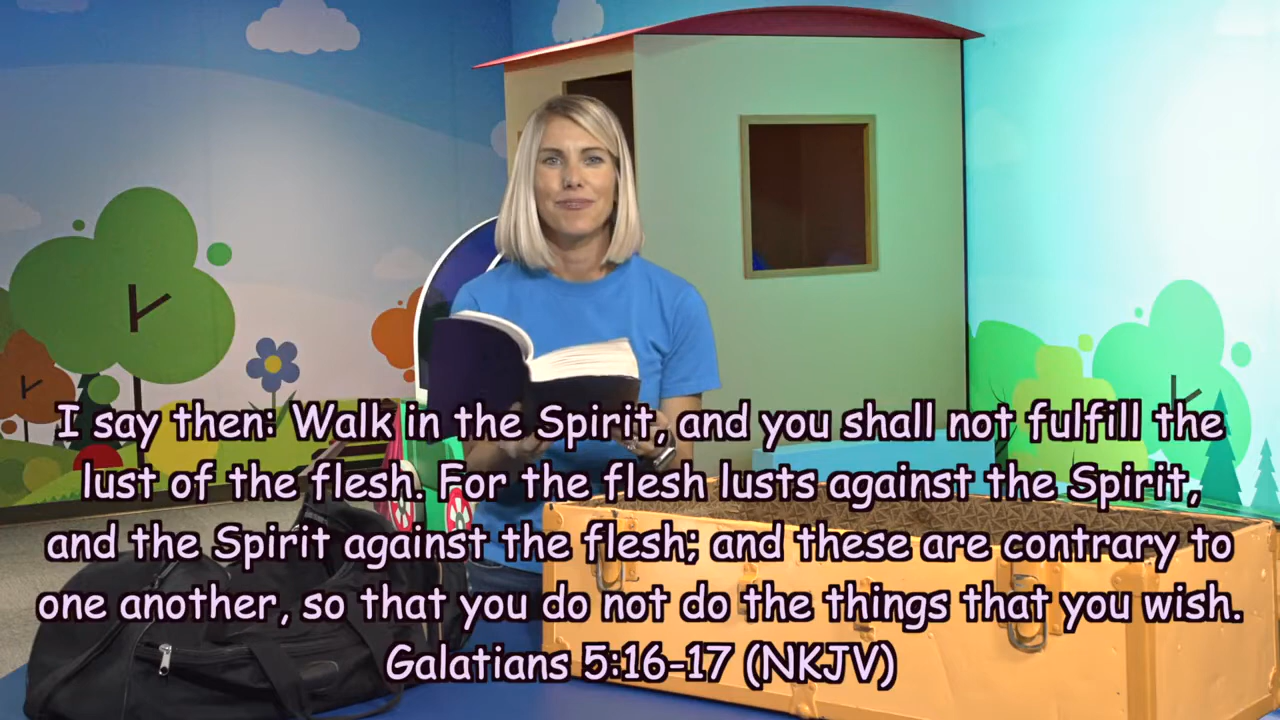 I say then: Walk in the Spirit, and you shall not fulfill the
lust of the flesh. For the flesh lusts against the Spirit,
and the Spirit against the flesh; and these are contrary to
one another, so that you do not do the things that you wish.
Galatians 5:16-17 (NKJV)